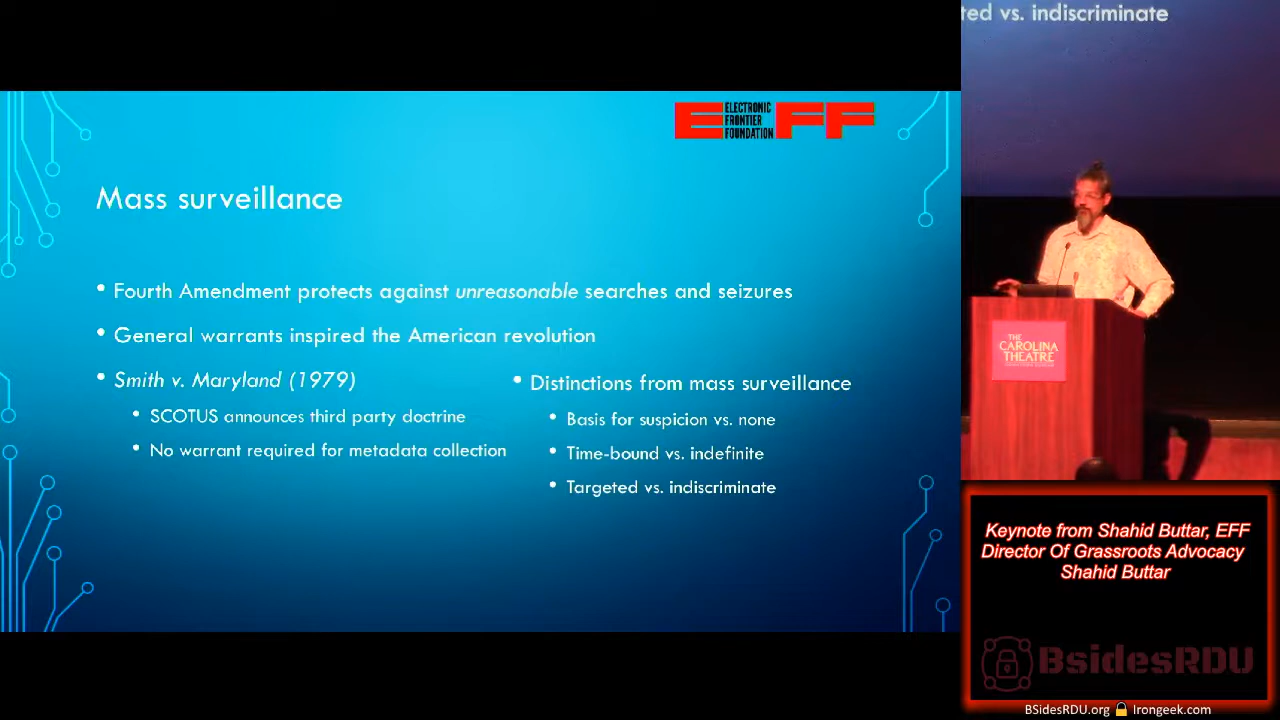 ted vs. indiscriminate
ELECTRONIC
FRONTIER
FOUNDATION
EFF
Mass surveillance
• Fourth Amendment protects against unreasonable searches and seizures
• General warrants inspired the American revolution
• Smith v. Maryland (1979)
• SCOTUS announces third party doctrine
• No warrant required for metadata collection
• Distinctions from mass surveillance
• Basis for suspicion vs. none
• Time-bound vs. indefinite
• Targeted vs. indiscriminate
THE
CAROLINA
THEATRE
Keynote from Shahid Buttar, EFF
Director Of Grassroots Advocacy
Shahid Buttar
BsidesRDU
BSidesRDU.org 🔒 Irongeek.com